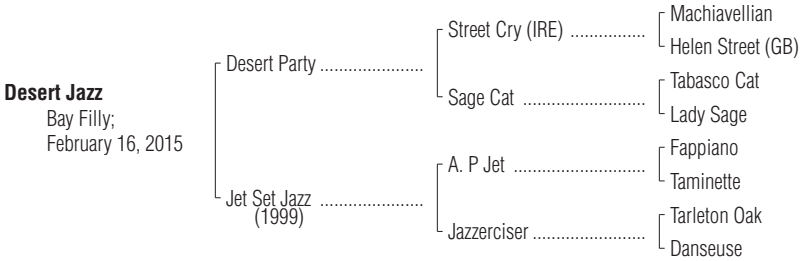 Desert Jazz
Bay Filly;
February 16, 2015
Desert Party ......................
Jet Set Jazz ......................
(1999)
Street Cry (IRE) ................
Sage Cat ..........................
A. P Jet ............................
Jazzerciser ........................
Machiavellian
Helen Street (GB)
Tabasco Cat
Lady Sage
Fappiano
Taminette
Tarleton Oak
Danseuse